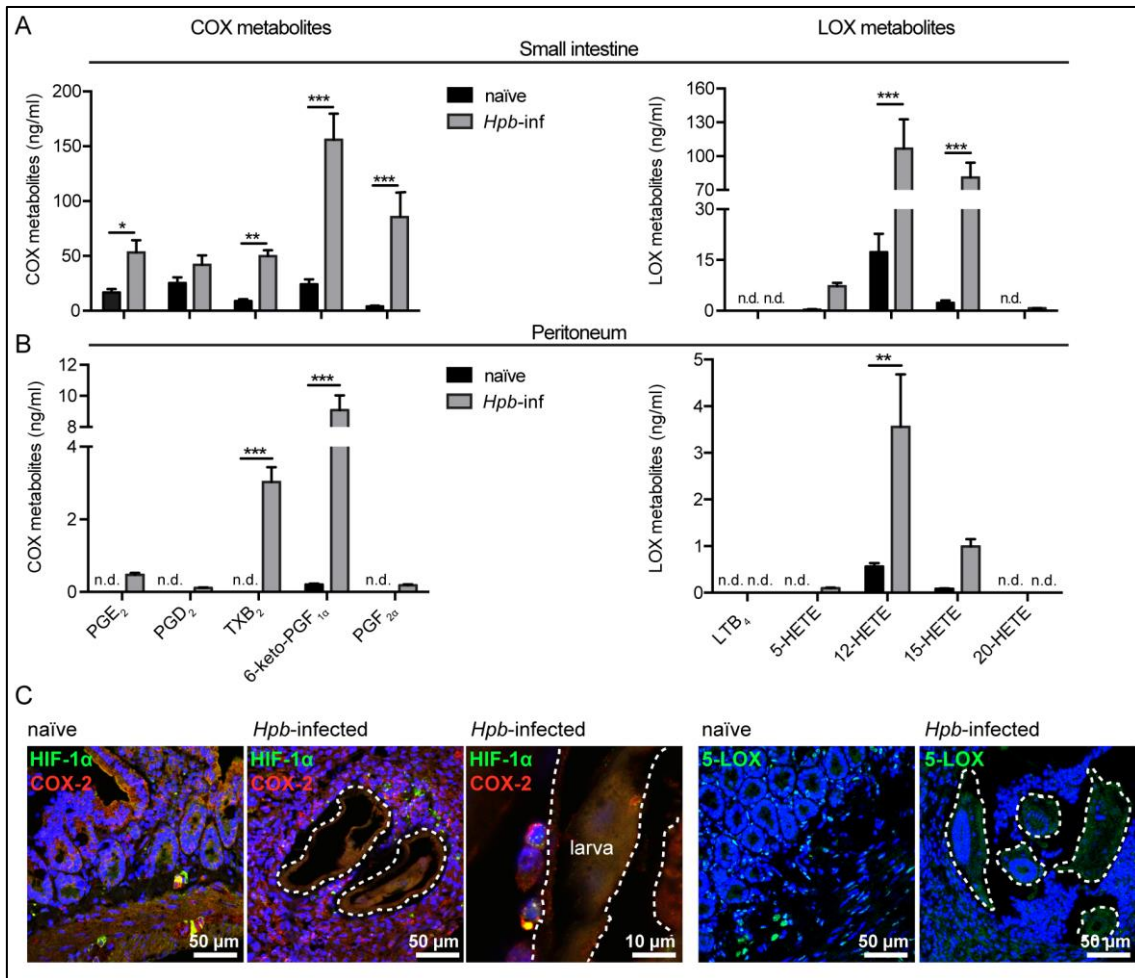 A
COX metabolites
LOX metabolites
Small intestine
COX metabolites (ng/ml)
200
150
100
50
0
*
**
***
***
naïve
Hpb-inf
LOX metabolites (ng/ml)
160
130
100
70
30
15
0
n.d. n.d.
***
***
n.d.
B
Peritoneum
COX metabolites (ng/ml)
12
10
8
4
2
0
n.d.
n.d.
n.d.
***
***
n.d.
PGE2
PGD2
TXB2
6-keto-PGF1α
PGF2α
naïve
Hpb-inf
LOX metabolites (ng/ml)
5
4
3
2
1
0
n.d. n.d.
n.d.
**
n.d. n.d.
LTB4
5-HETE
12-HETE
15-HETE
20-HETE
C
naïve
HIF-1α
COX-2
50 µm
Hpb-infected
HIF-1α
COX-2
50 µm
Hpb-infected
HIF-1α
COX-2
larva
10 µm
naïve
5-LOX
50 µm
Hpb-infected
5-LOX
50 µm